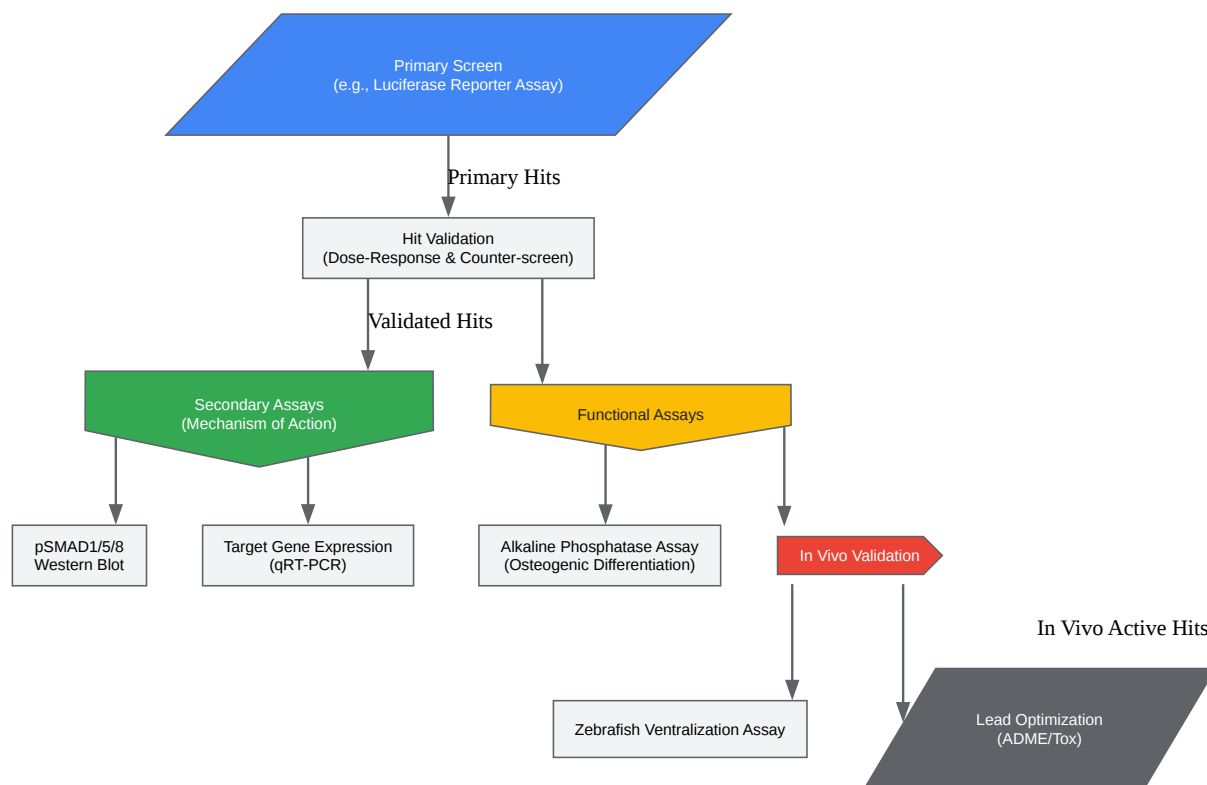 Primary Screen
(e.g., Luciferase Reporter Assay)
Primary Hits
Hit Validation
(Dose-Response & Counter-screen)
Validated Hits
Secondary Assays
(Mechanism of Action)
Functional Assays
pSMAD1/5/8
Western Blot
Target Gene Expression
(qRT-PCR)
Alkaline Phosphatase Assay
(Osteogenic Differentiation)
In Vivo Validation
In Vivo Active Hits
Zebrafish Ventralization Assay
Lead Optimization
(ADME/Tox)